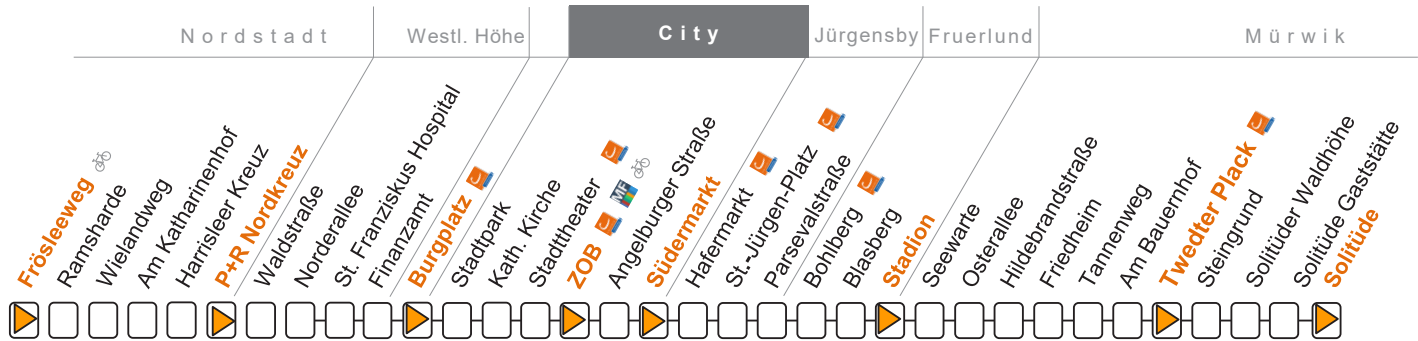 Nordstadt
Westl. Höhe
City
Jürgensby
Fruerlund
Mürwik
Frösleeweg
Ramsharde
Wielandweg
Am Katharinenhof
Harrisleer Kreuz
P+R Nordkreuz
Waldstraße
Norderallee
St. Franziskus Hospital
Finanzamt
Burgplatz
Stadtpark
Kath. Kirche
Stadttheater
ZOB
MF
Angelburger Straße
Südermarkt
Hafermarkt
St.-Jürgen-Platz
Parsevalstraße
Bohlberg
Blasberg
Stadion
Seewarte
Osterallee
Hildebrandstraße
Friedheim
Tannenweg
Am Bauernhof
Twedter Plack
Steingrund
Solitüder Waldhöhe
Solitüde Gaststätte
Solitüde